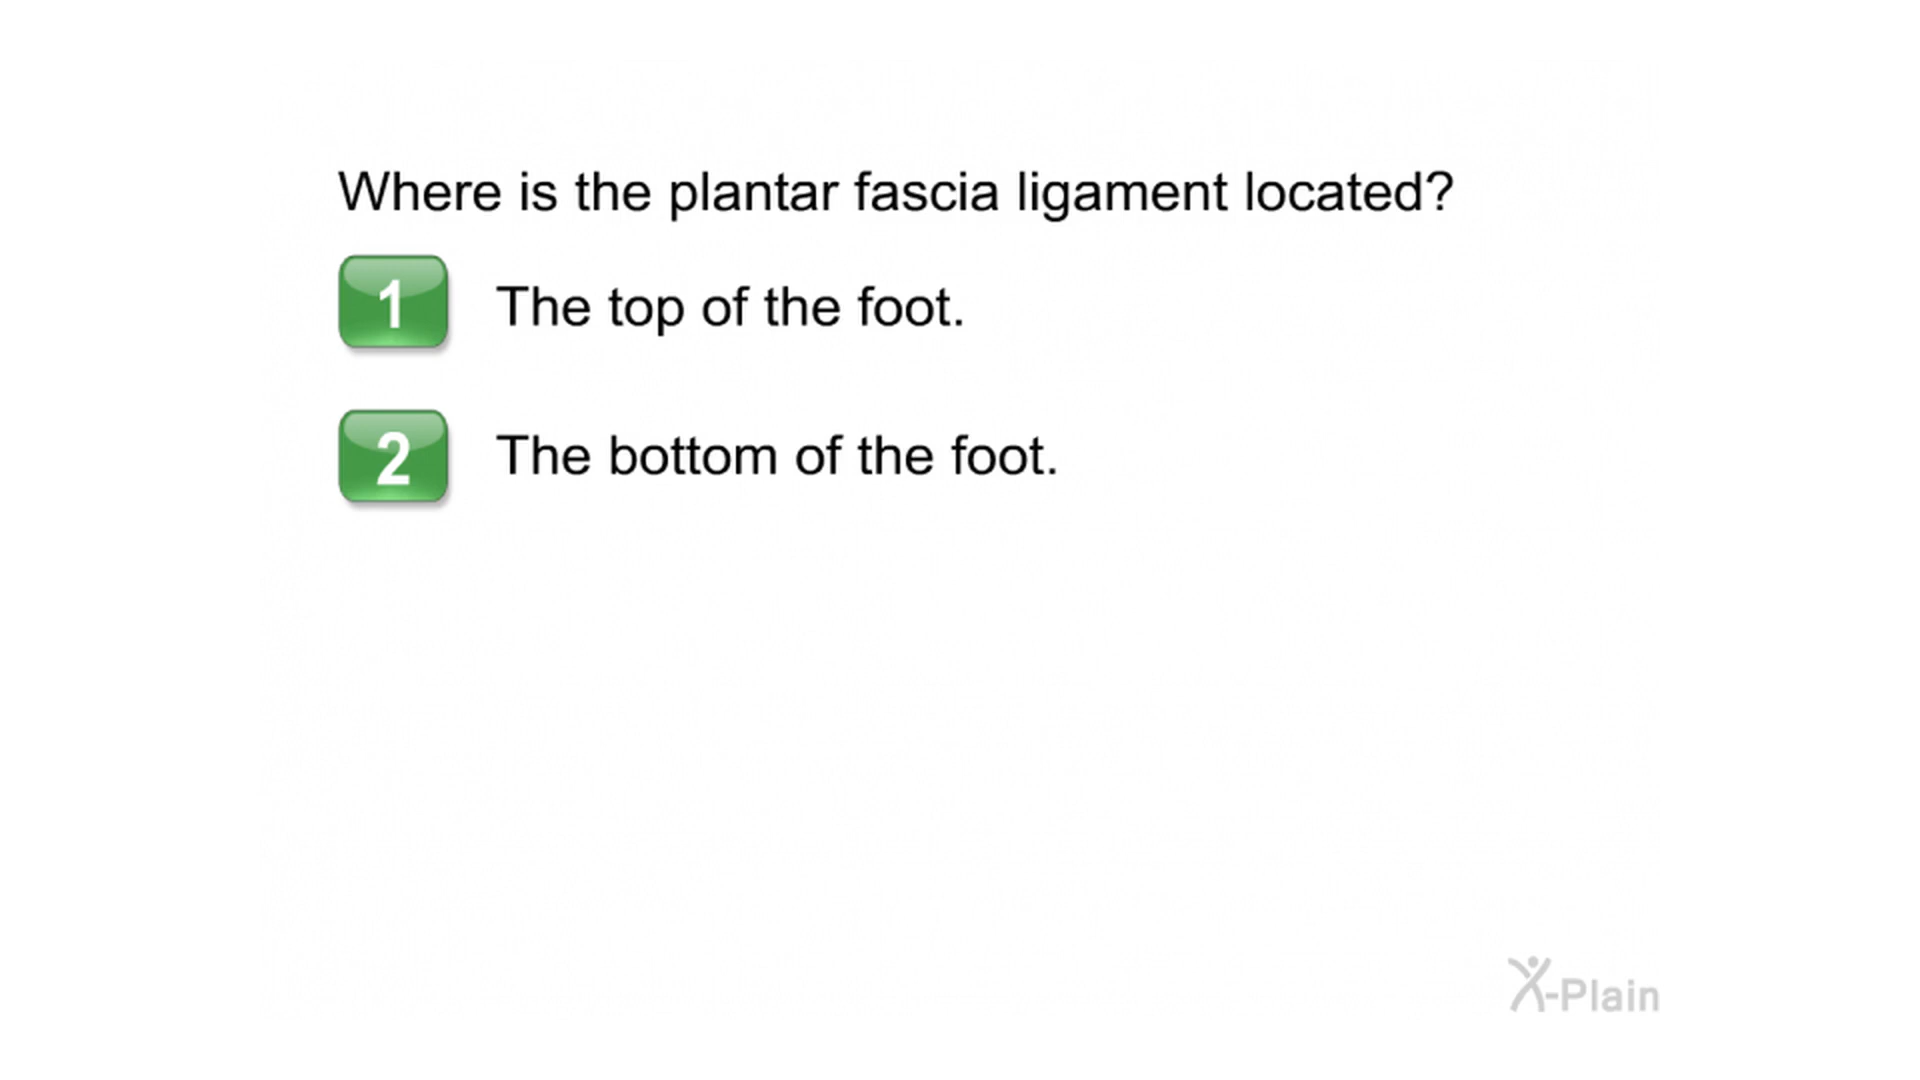 Where is the plantar fascia ligament located?
1 The top of the foot.
2 The bottom of the foot.
X-Plain